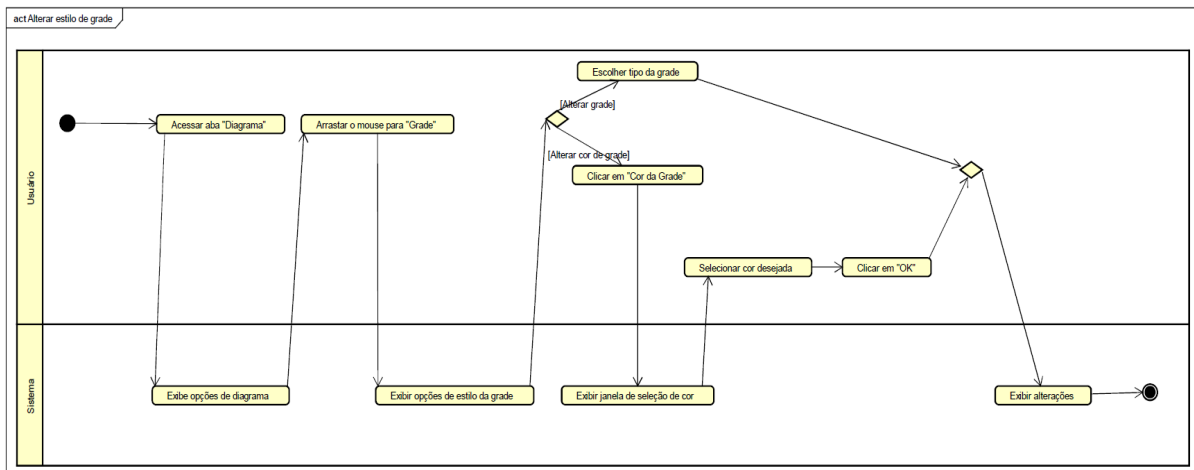 act Alterar estilo de grade
Usuário
Escolher tipo da grade
[Alterar grade]
Acessar aba "Diagrama"
Arrastar o mouse para "Grade"
[Alterar cor de grade]
Clicar em "Cor da Grade"
Selecionar cor desejada
Clicar em "OK"
Sistema
Exibe opções de diagrama
Exibir opções de estilo da grade
Exibir janela de seleção de cor
Exibir alterações